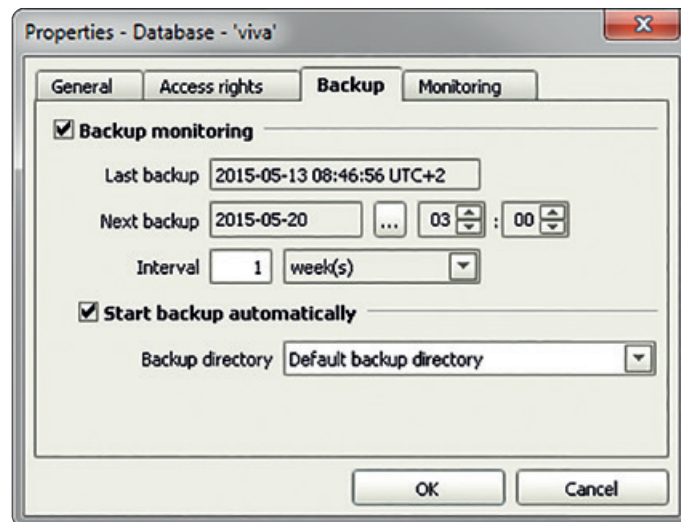 Properties - Database - 'viva'
General Access rights Backup Monitoring
Backup monitoring
Last backup 2015-05-13 08:46:56 UTC+2
Next backup 2015-05-20 ... 03 : 00
Interval 1 week(s)
Start backup automatically
Backup directory Default backup directory
OK Cancel